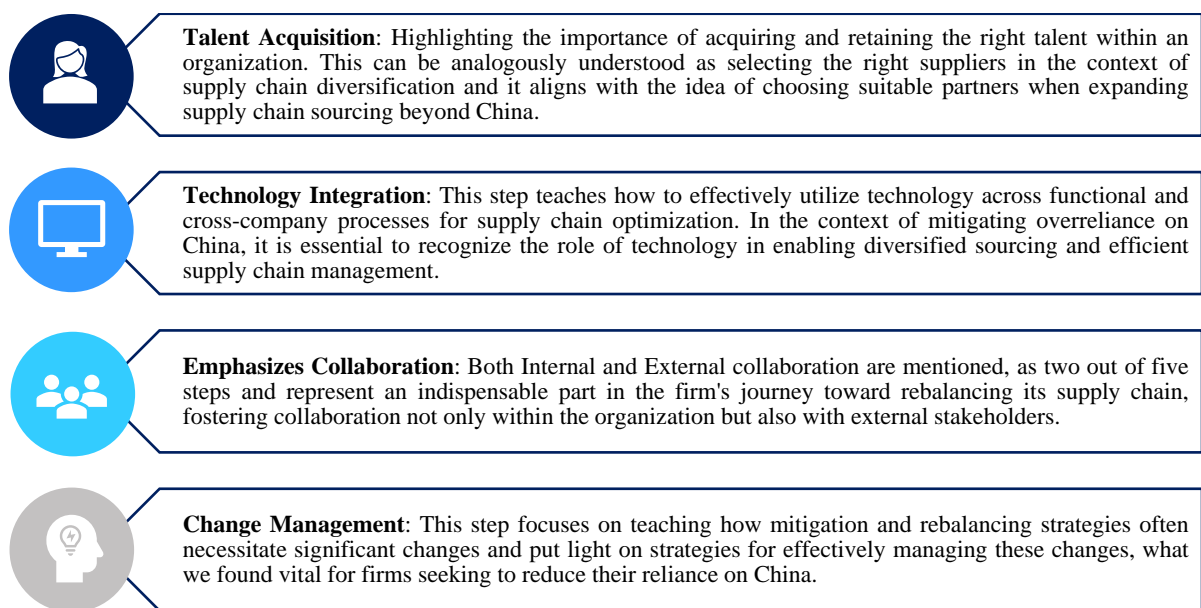 Talent Acquisition: Highlighting the importance of acquiring and retaining the right talent within an
organization. This can be analogously understood as selecting the right suppliers in the context of
supply chain diversification and it aligns with the idea of choosing suitable partners when expanding
supply chain sourcing beyond China.
Technology Integration: This step teaches how to effectively utilize technology across functional and
cross-company processes for supply chain optimization. In the context of mitigating overreliance on
China, it is essential to recognize the role of technology in enabling diversified sourcing and efficient
supply chain management.
Emphasizes Collaboration: Both Internal and External collaboration are mentioned, as two out of five
steps and represent an indispensable part in the firm's journey toward rebalancing its supply chain,
fostering collaboration not only within the organization but also with external stakeholders.
Change Management: This step focuses on teaching how mitigation and rebalancing strategies often
necessitate significant changes and put light on strategies for effectively managing these changes, what
we found vital for firms seeking to reduce their reliance on China.